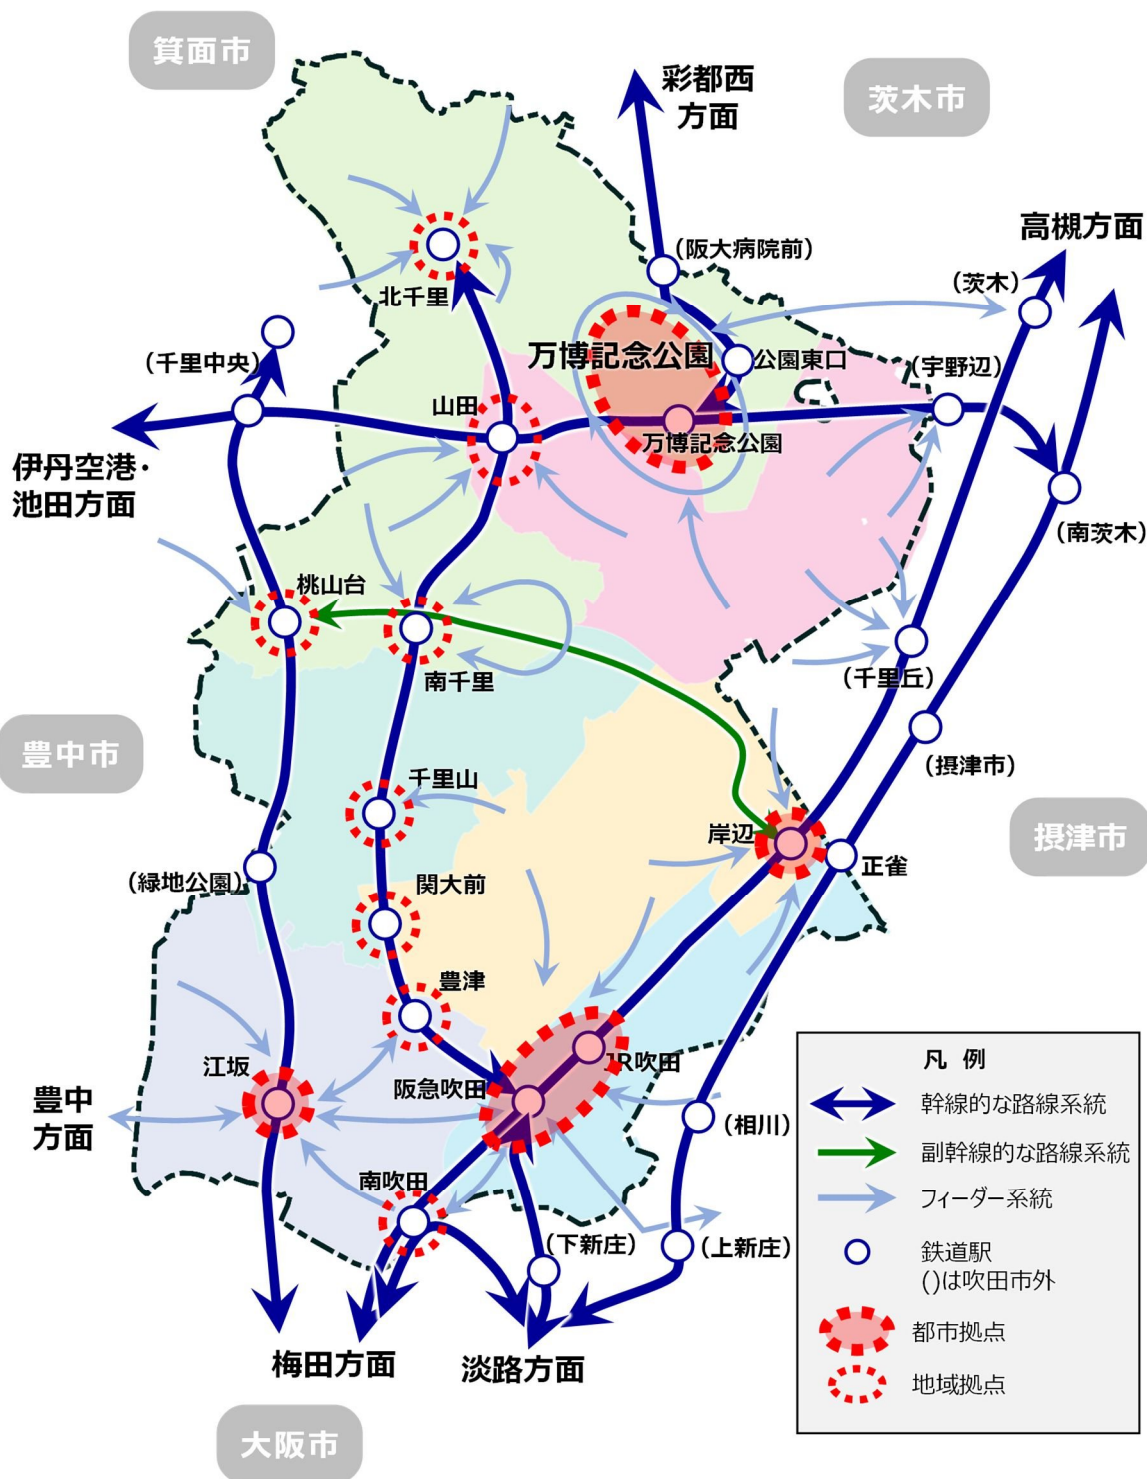 箕面市
彩都西
方面
茨木市
高槻方面
(阪大病院前)
(茨木)
北千里
(千里中央)
万博記念公園
公園東口
(宇野辺)
山田
万博記念公園
伊丹空港・
池田方面
(南茨木)
桃山台
南千里
(千里丘)
豊中市
千里山
(摂津市)
岸辺
摂津市
正雀
(緑地公園)
関大前
豊津
江坂
阪急吹田
JR吹田
豊中
方面
(相川)
南吹田
(下新庄)
(上新庄)
梅田方面
淡路方面
大阪市
凡 例
幹線的な路線系統
副幹線的な路線系統
フィーダー系統
鉄道駅
()は吹田市外
都市拠点
地域拠点